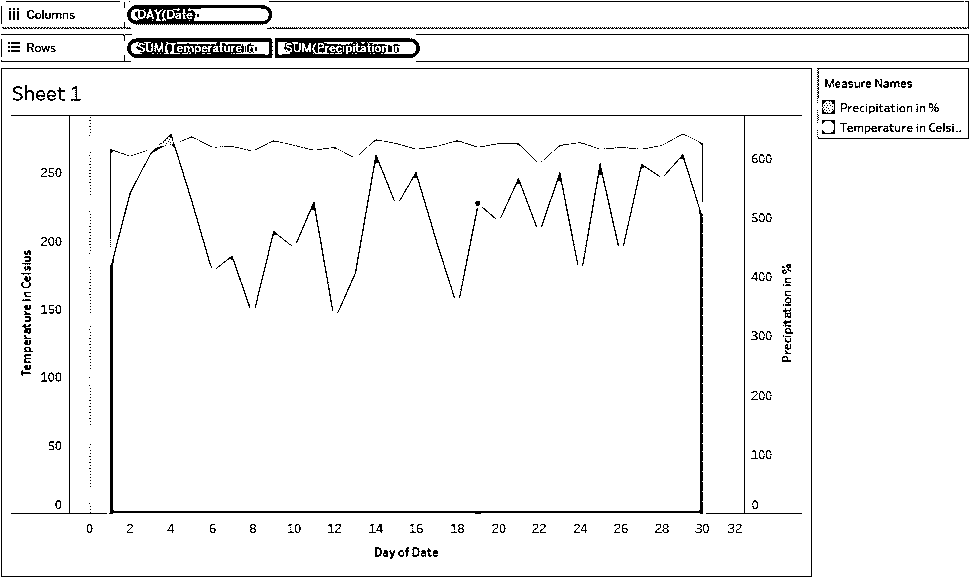 Columns
DAY(Date
Rows
SUM(Temperature in
SUM(Precipitation in
Sheet 1
Measure Names
Precipitation in %
Temperature in Celsi..
250
200
150
100
50
0
Temperature in Celsius
600
500
400
300
200
100
0
Precipitation in %
0 2 4 6 8 10 12 14 16 18 20 22 24 26 28 30 32
Day of Date